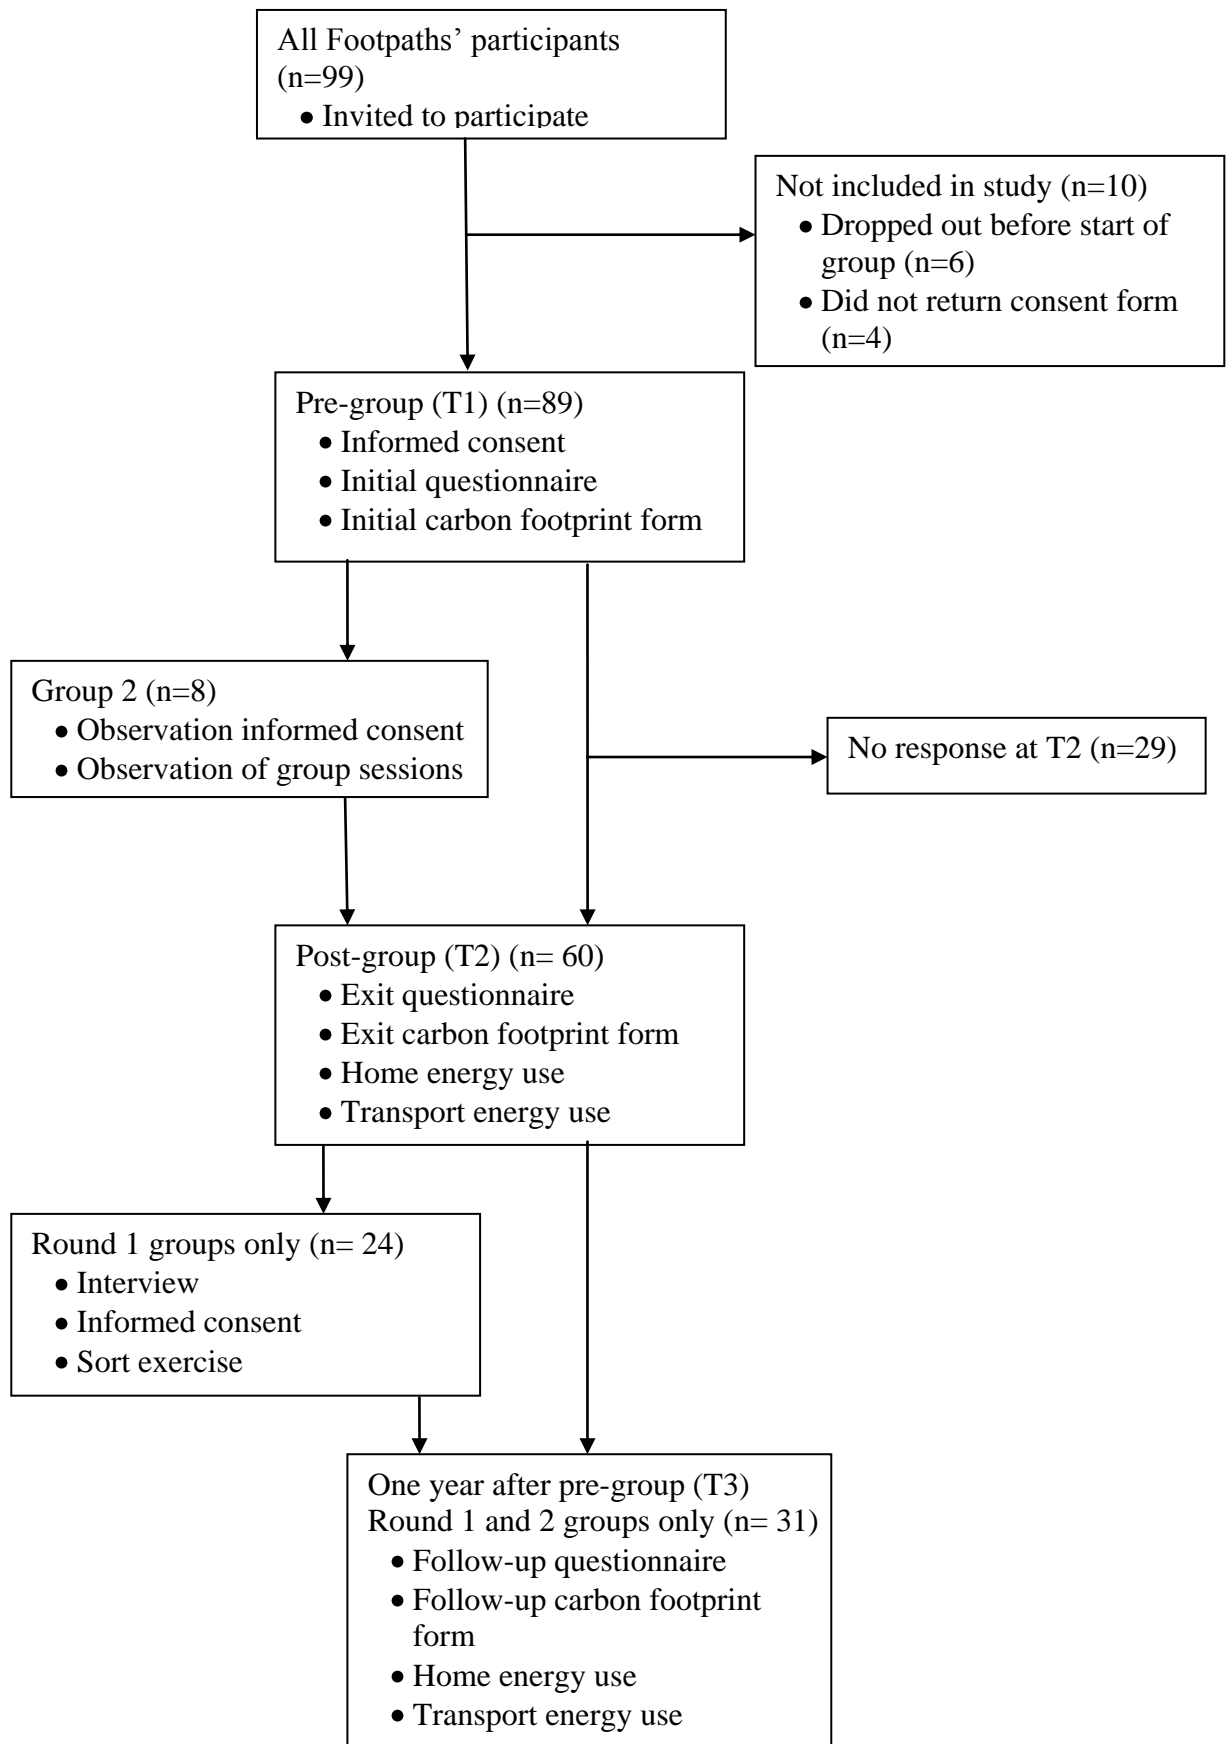 All Footpaths’ participants
(n=99)
• Invited to participate
Not included in study (n=10)
• Dropped out before start of
group (n=6)
• Did not return consent form
(n=4)
Pre-group (T1) (n=89)
• Informed consent
• Initial questionnaire
• Initial carbon footprint form
Group 2 (n=8)
• Observation informed consent
• Observation of group sessions
No response at T2 (n=29)
Post-group (T2) (n= 60)
• Exit questionnaire
• Exit carbon footprint form
• Home energy use
• Transport energy use
Round 1 groups only (n= 24)
• Interview
• Informed consent
• Sort exercise
One year after pre-group (T3)
Round 1 and 2 groups only (n= 31)
• Follow-up questionnaire
• Follow-up carbon footprint
form
• Home energy use
• Transport energy use